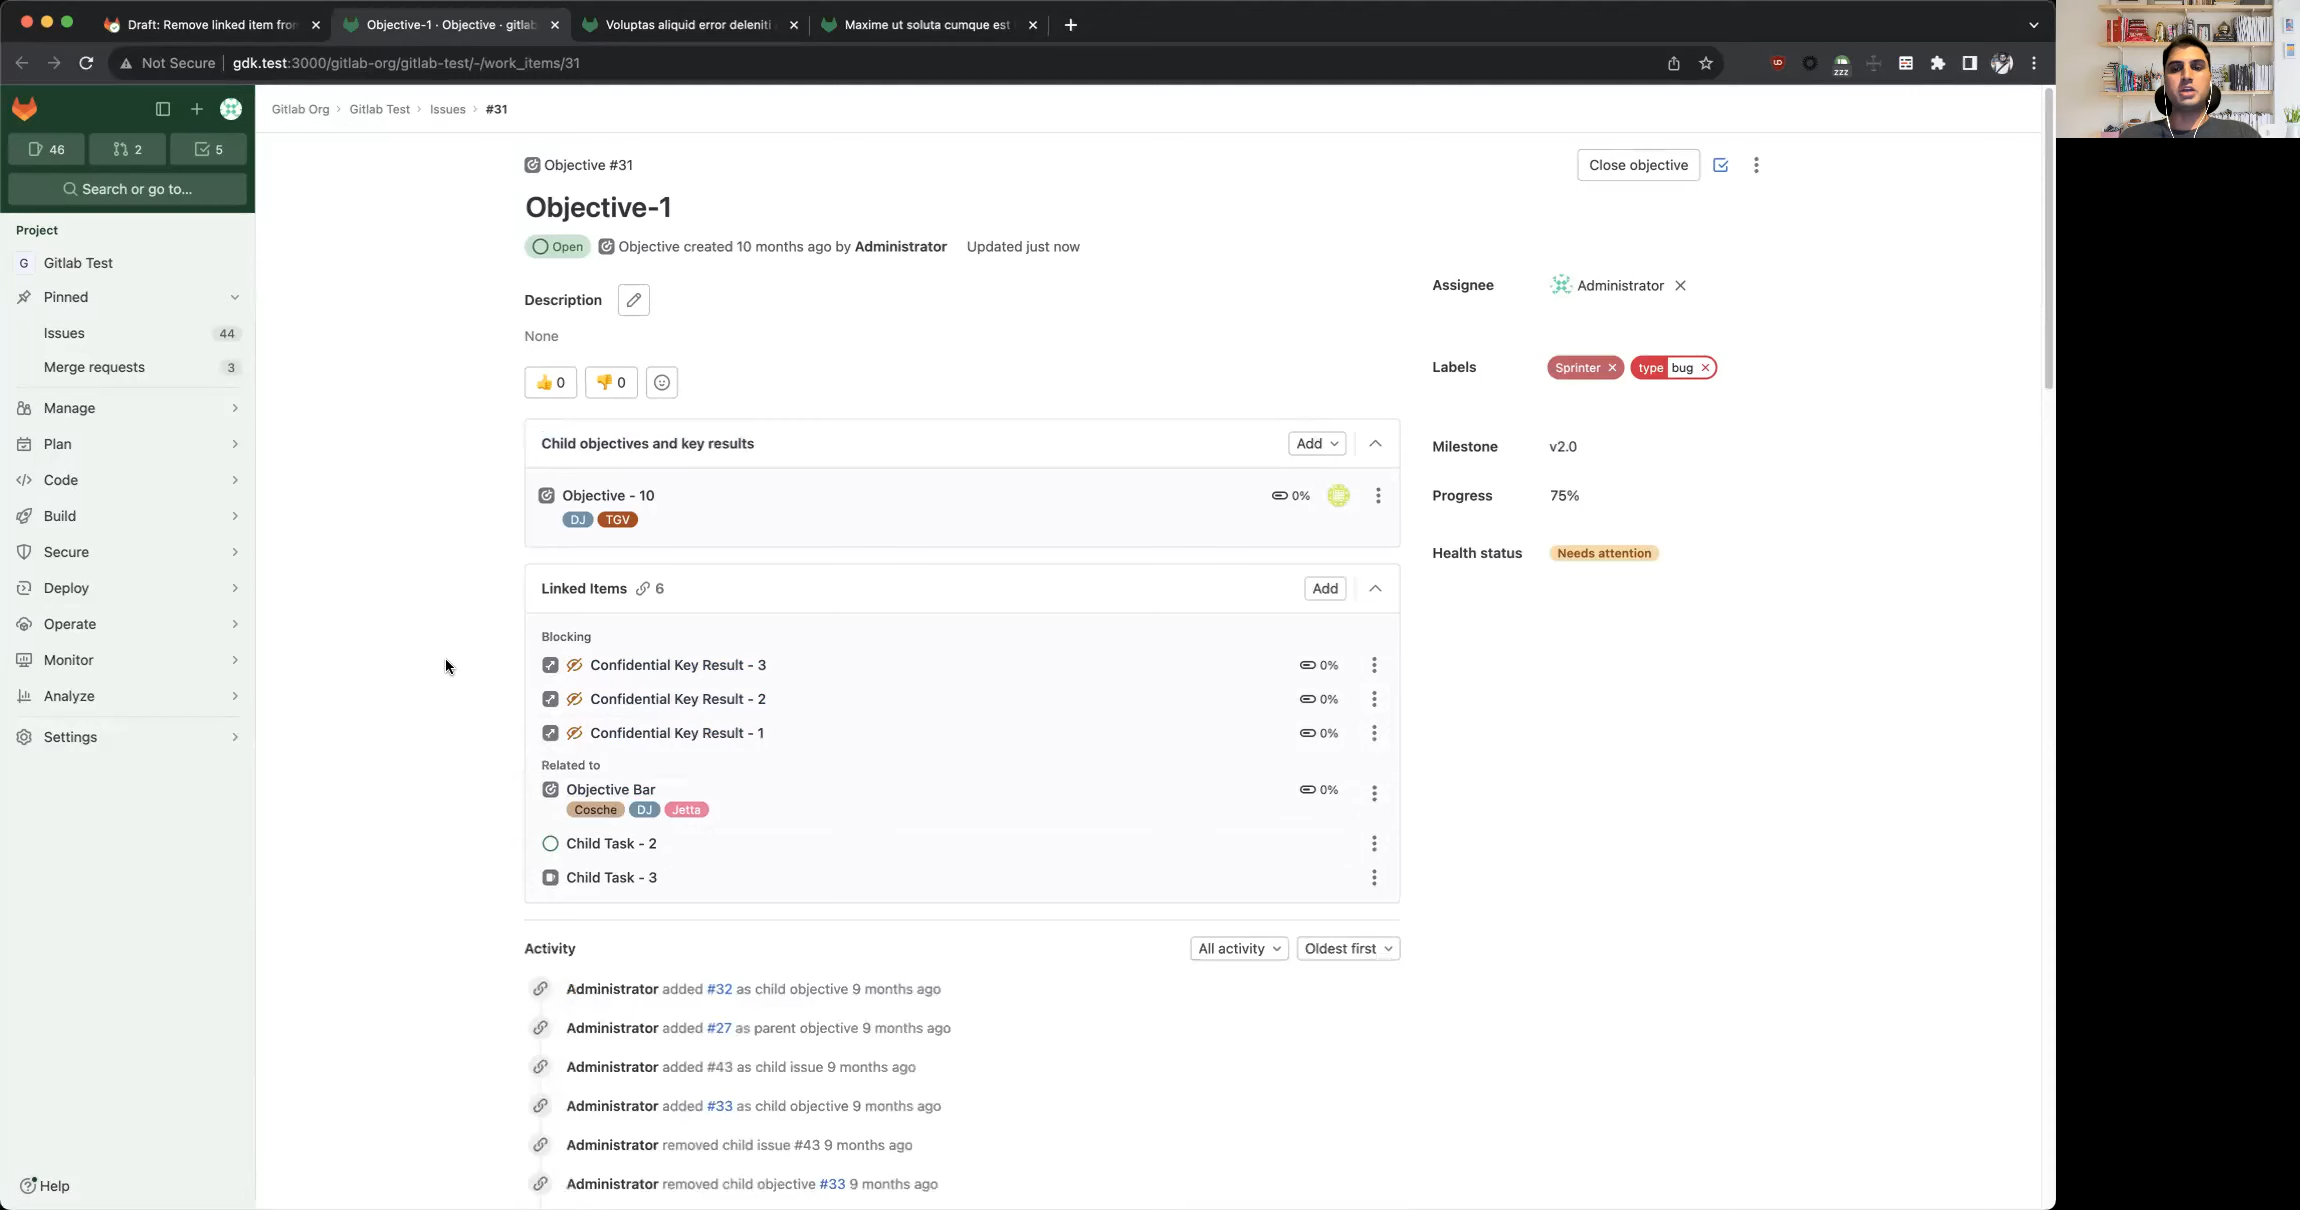 Draft: Remove linked item from
Objective-1 · Objective · gitlab
Voluptas aliquid error deleniti
Maxime ut soluta cumque est
Not Secure
gdk.test:3000/gitlab-org/gitlab-test/-/work_items/31
zzz
Gitlab Org › Gitlab Test › Issues › #31
46
2
5
Search or go to...
Project
G Gitlab Test
Pinned
Issues 44
Merge requests 3
Manage
Plan
Code
Build
Secure
Deploy
Operate
Monitor
Analyze
Settings
Help
Objective #31
Close objective
Objective-1
Open Objective created 10 months ago by Administrator Updated just now
Description
None
👍 0
👎 0
Child objectives and key results Add
Objective - 10 0%
DJ TGV
Linked Items 6 Add
Blocking
Confidential Key Result - 3 0%
Confidential Key Result - 2 0%
Confidential Key Result - 1 0%
Related to
Objective Bar 0%
Cosche DJ Jetta
Child Task - 2
Child Task - 3
Activity All activity Oldest first
Administrator added #32 as child objective 9 months ago
Administrator added #27 as parent objective 9 months ago
Administrator added #43 as child issue 9 months ago
Administrator added #33 as child objective 9 months ago
Administrator removed child issue #43 9 months ago
Administrator removed child objective #33 9 months ago
Assignee Administrator
Labels Sprinter type bug
Milestone v2.0
Progress 75%
Health status Needs attention